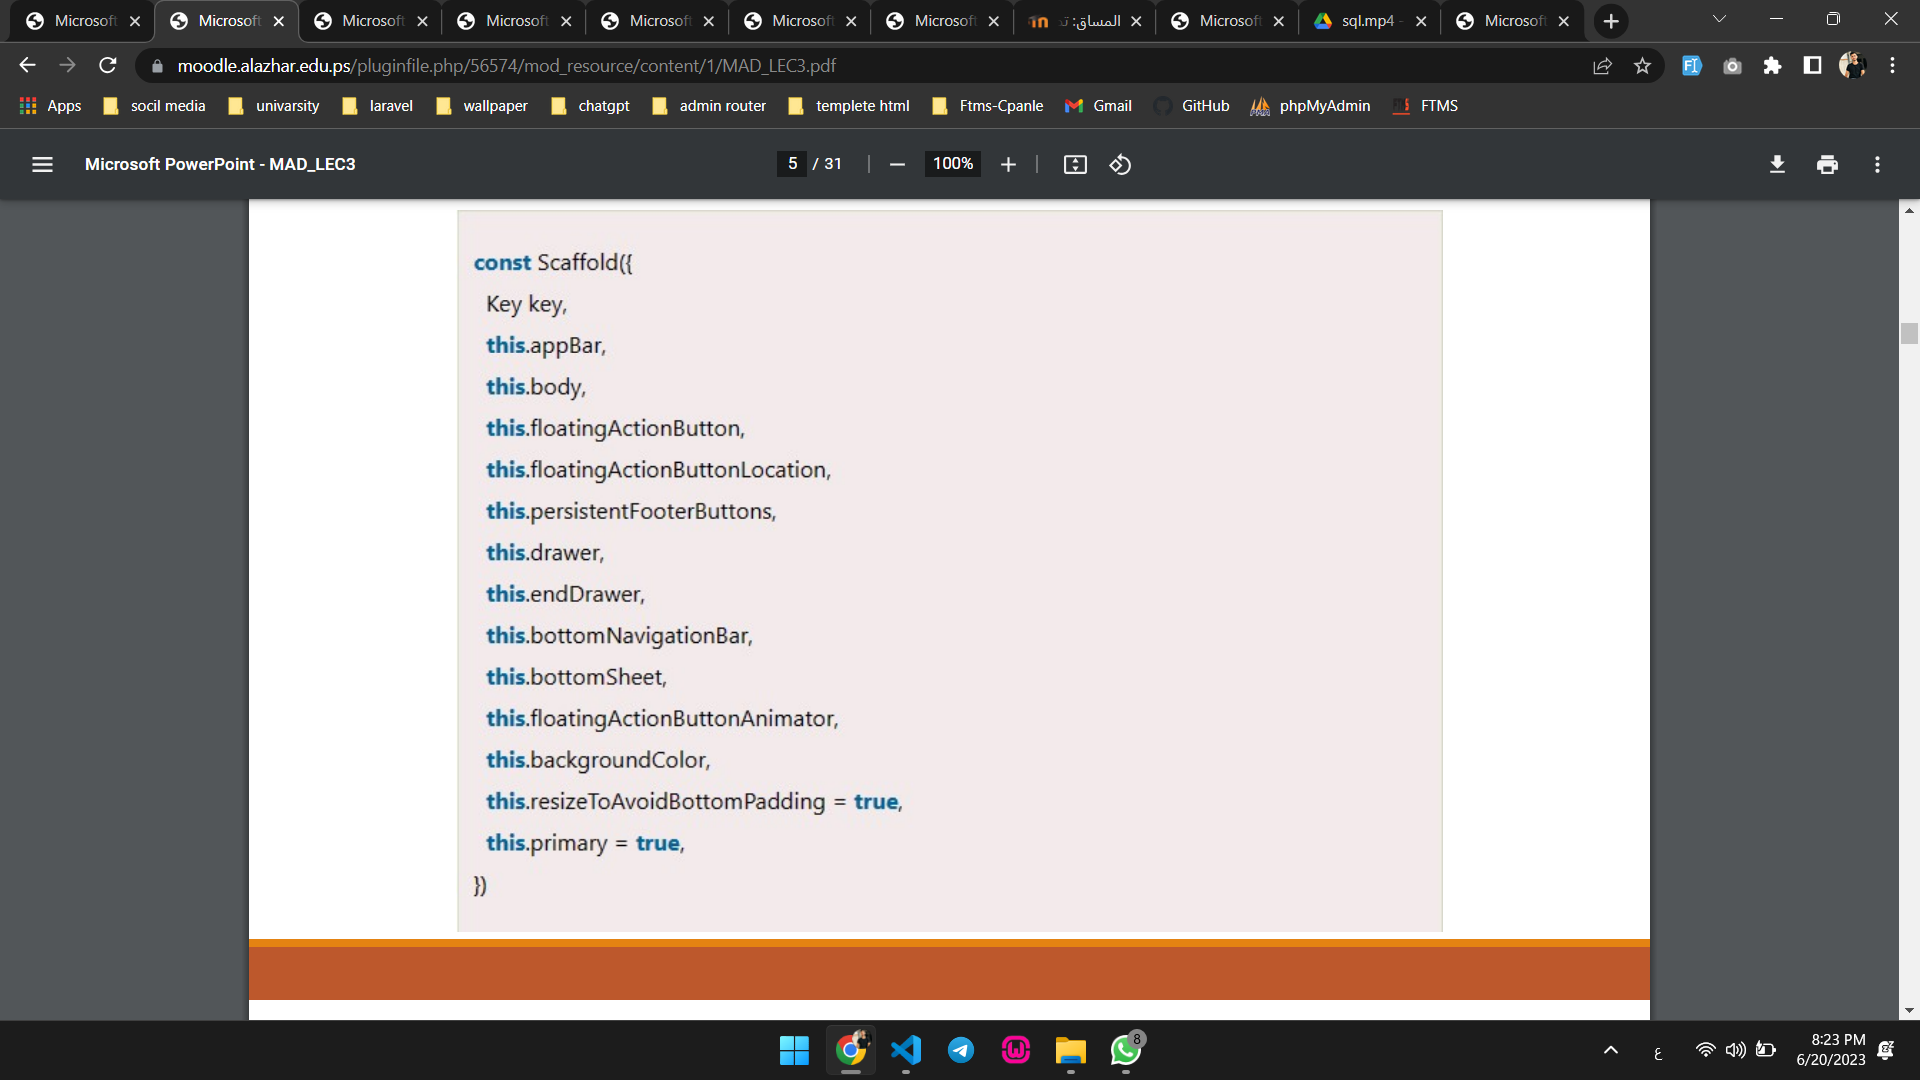 Microsoft
Microsoft
Microsoft
Microsoft
Microsoft
Microsoft
Microsoft
المساق: تد
Microsoft
sql.mp4 -
Microsoft
moodle.alazhar.edu.ps/pluginfile.php/56574/mod_resource/content/1/MAD_LEC3.pdf
Apps socil media univarsity laravel wallpaper chatgpt admin router templete html Ftms-Cpanle Gmail GitHub phpMyAdmin FTMS
Microsoft PowerPoint - MAD_LEC3 5 / 31 100%
const Scaffold({
Key key,
this.appBar,
this.body,
this.floatingActionButton,
this.floatingActionButtonLocation,
this.persistentFooterButtons,
this.drawer,
this.endDrawer,
this.bottomNavigationBar,
this.bottomSheet,
this.floatingActionButtonAnimator,
this.backgroundColor,
this.resizeToAvoidBottomPadding = true,
this.primary = true,
})
8
ع
8:23 PM
6/20/2023